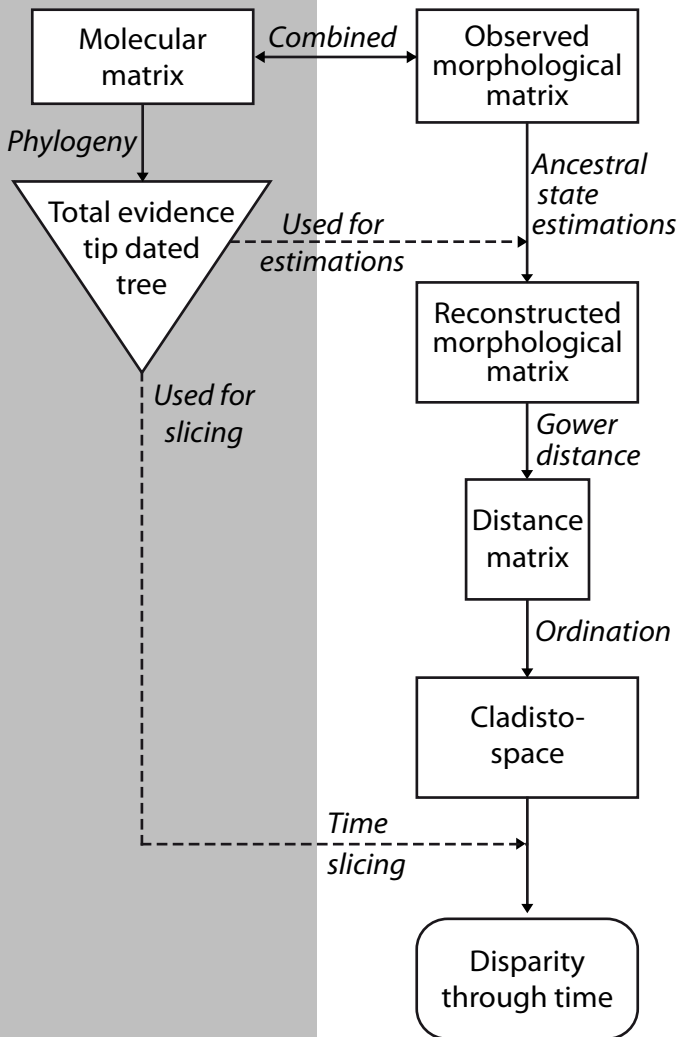 Molecular
matrix
Combined
Observed
morphological
matrix
Phylogeny
Ancestral
state
estimations
Total evidence
tip dated
tree
Used for
estimations
Reconstructed
morphological
matrix
Used for
slicing
Gower
distance
Distance
matrix
Ordination
Cladisto-
space
Time
slicing
Disparity
through time